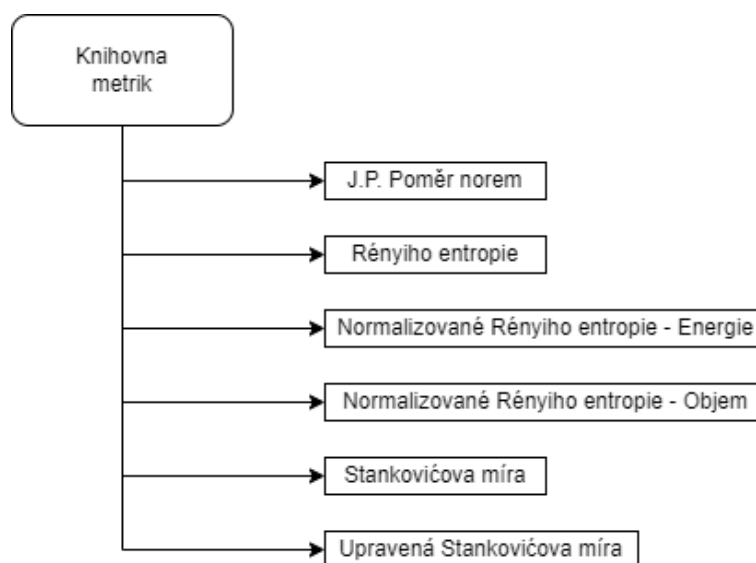 Knihovna
metrik
J.P. Poměr norem
Rényiho entropie
Normalizované Rényiho entropie - Energie
Normalizované Rényiho entropie - Objem
Stankovićova míra
Upravená Stankovićova míra